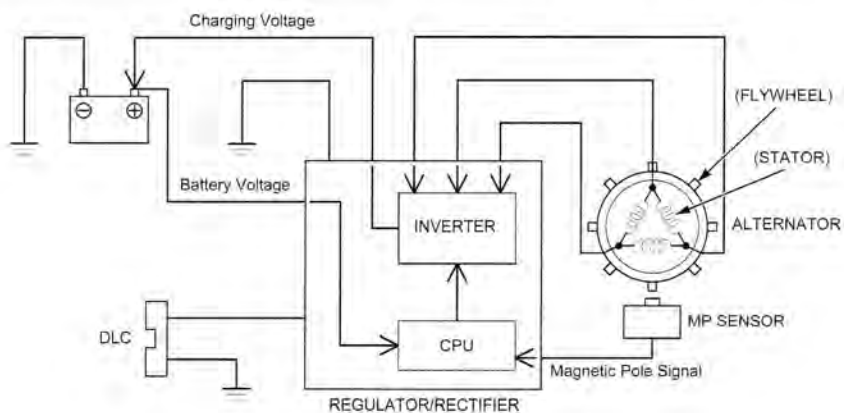 Charging Voltage
(FLYWHEEL)
(STATOR)
Battery Voltage
INVERTER
ALTERNATOR
MP SENSOR
DLC
CPU
Magnetic Pole Signal
REGULATOR/RECTIFIER